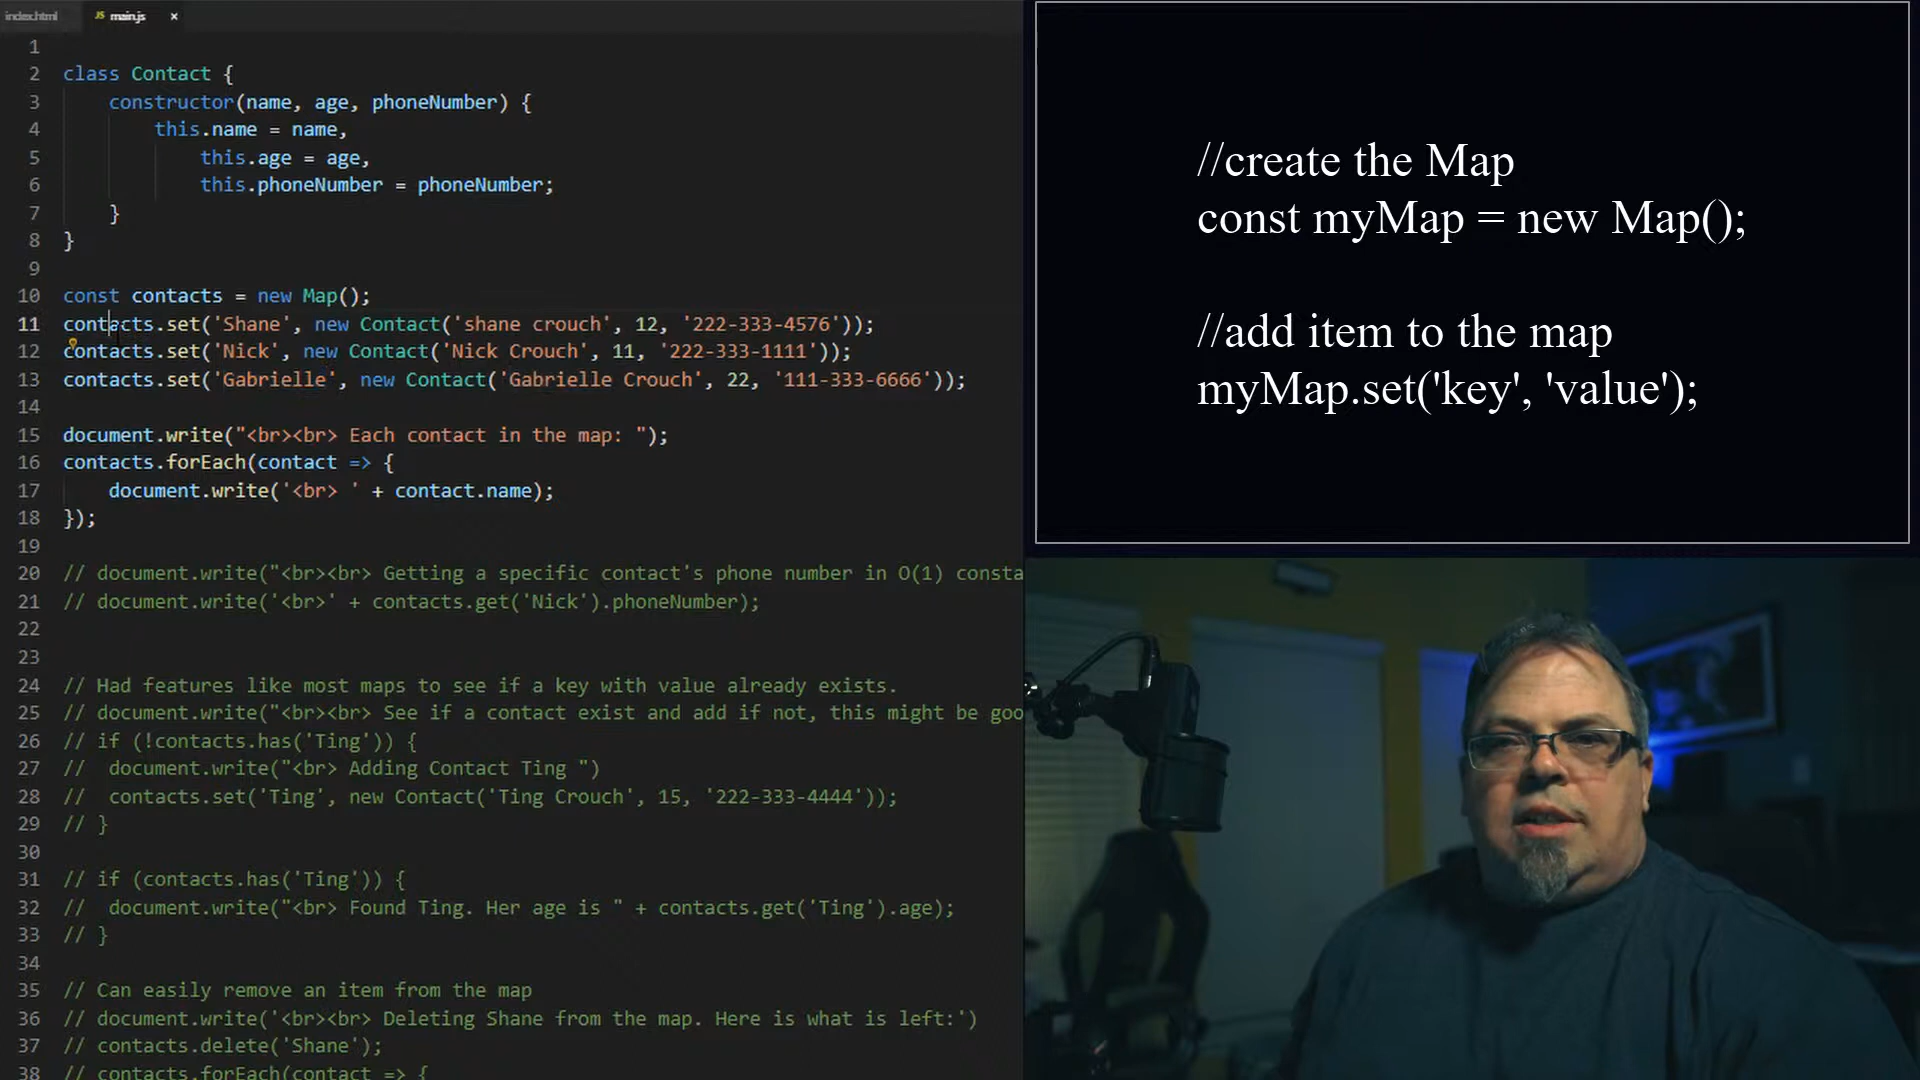 index.html
JS main.js ×
1
2 class Contact {
3 constructor(name, age, phoneNumber) {
4 this.name = name,
5 this.age = age,
6 this.phoneNumber = phoneNumber;
7 }
8 }
9
10 const contacts = new Map();
11 contacts.set('Shane', new Contact('shane crouch', 12, '222-333-4576'));
12 contacts.set('Nick', new Contact('Nick Crouch', 11, '222-333-1111'));
13 contacts.set('Gabrielle', new Contact('Gabrielle Crouch', 22, '111-333-6666'));
14
15 document.write("<br><br> Each contact in the map: ");
16 contacts.forEach(contact => {
17 document.write('<br> ' + contact.name);
18 });
19
20 // document.write("<br><br> Getting a specific contact's phone number in O(1) consta
21 // document.write('<br>' + contacts.get('Nick').phoneNumber);
22
23
24 // Had features like most maps to see if a key with value already exists.
25 // document.write("<br><br> See if a contact exist and add if not, this might be goo
26 // if (!contacts.has('Ting')) {
27 // document.write("<br> Adding Contact Ting ")
28 // contacts.set('Ting', new Contact('Ting Crouch', 15, '222-333-4444'));
29 // }
30
31 // if (contacts.has('Ting')) {
32 // document.write("<br> Found Ting. Her age is " + contacts.get('Ting').age);
33 // }
34
35 // Can easily remove an item from the map
36 // document.write('<br><br> Deleting Shane from the map. Here is what is left:')
37 // contacts.delete('Shane');
38 // contacts.forEach(contact => {
//create the Map
const myMap = new Map();
//add item to the map
myMap.set('key', 'value');